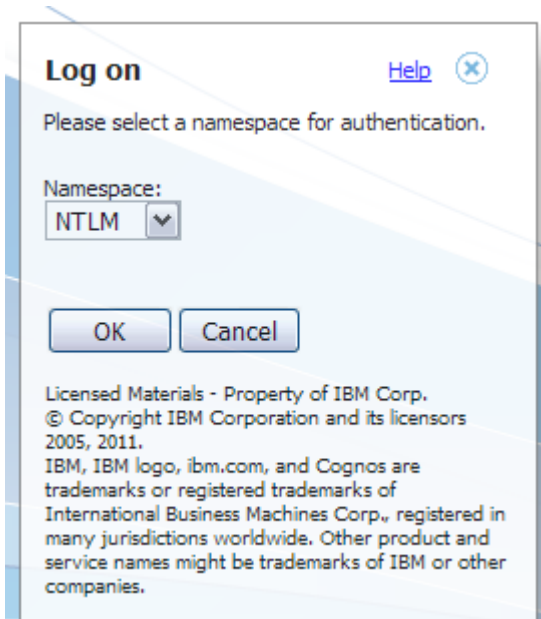 Log on
Help
Please select a namespace for authentication.
Namespace:
NTLM
OK
Cancel
Licensed Materials - Property of IBM Corp.
© Copyright IBM Corporation and its licensors
2005, 2011.
IBM, IBM logo, ibm.com, and Cognos are
trademarks or registered trademarks of
International Business Machines Corp., registered in
many jurisdictions worldwide. Other product and
service names might be trademarks of IBM or other
companies.